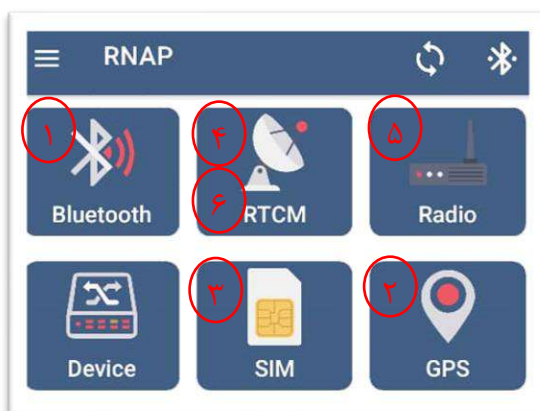 RNAP
۱ ۴ ۵
۶
Bluetooth RTCM Radio
۳ ۲
Device SIM GPS